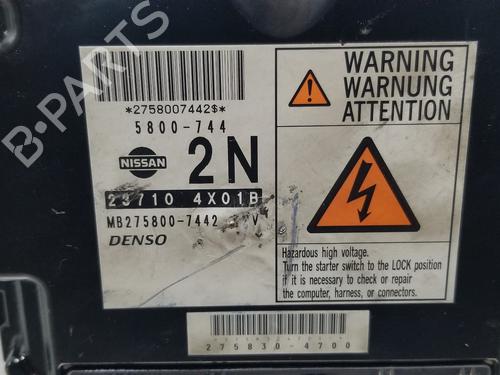 B-PARTS
*2758007442$*
5800-744
NISSAN
2N
23710 4X01B
MB275800-7442
V
DENSO
WARNING
WARNUNG
ATTENTION
Hazardous high voltage.
Turn the starter switch to the LOCK position
if it is necessary to check or repair
the computer, harness, or connectors.
275830-4700